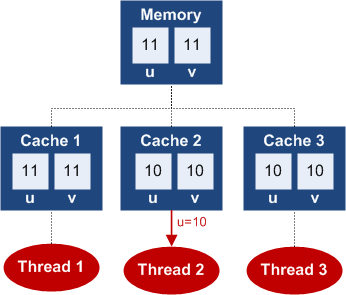 Memory
11 11
u v
Cache 1 Cache 2 Cache 3
11 11 10 10 10 10
u v u v u v
u=10
Thread 1 Thread 2 Thread 3